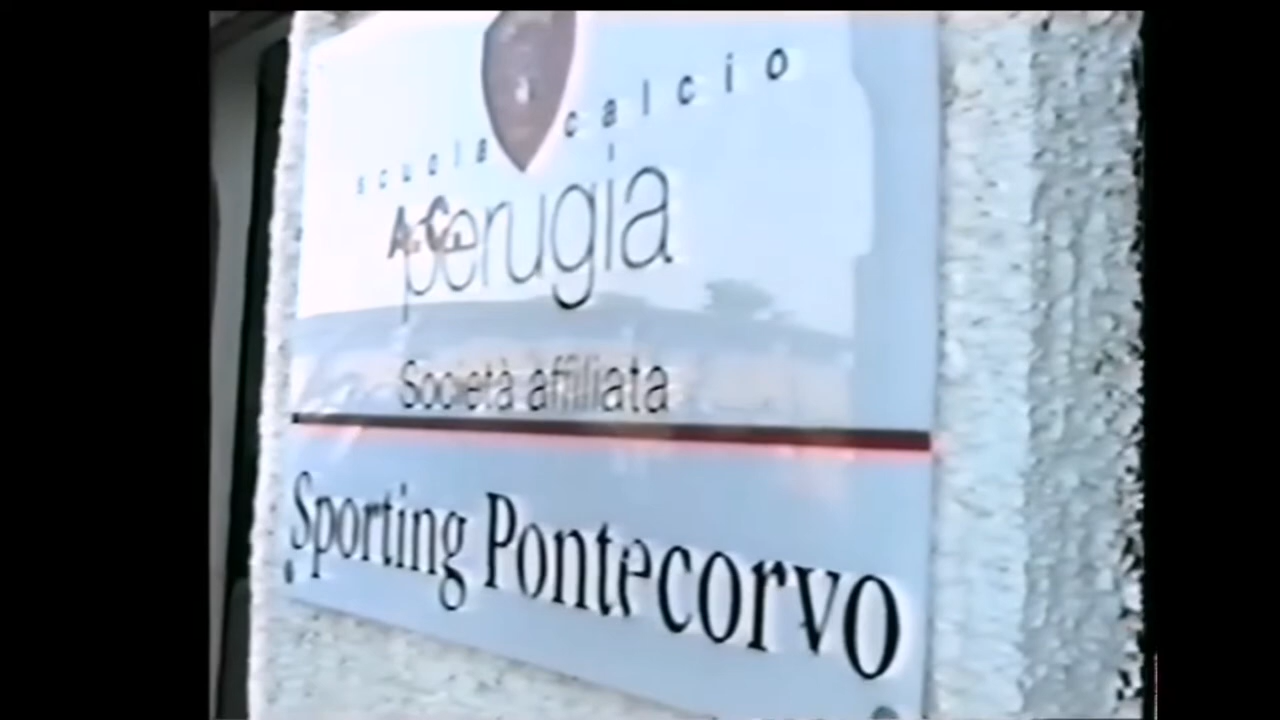 scuola calcio
A.C. perugia
Società affiliata
Sporting Pontecorvo